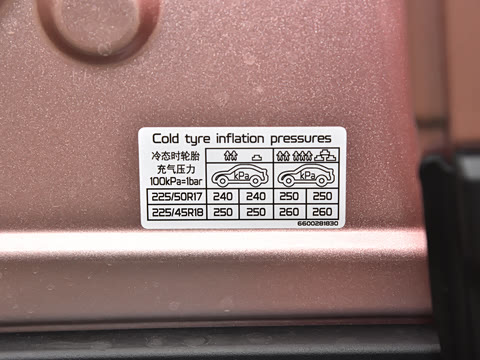 Cold tyre inflation pressures
冷态时轮胎
充气压力
100kPa=1bar
kPa kPa
225/50R17 240 240 250 250
225/45R18 250 250 260 260
6600281830